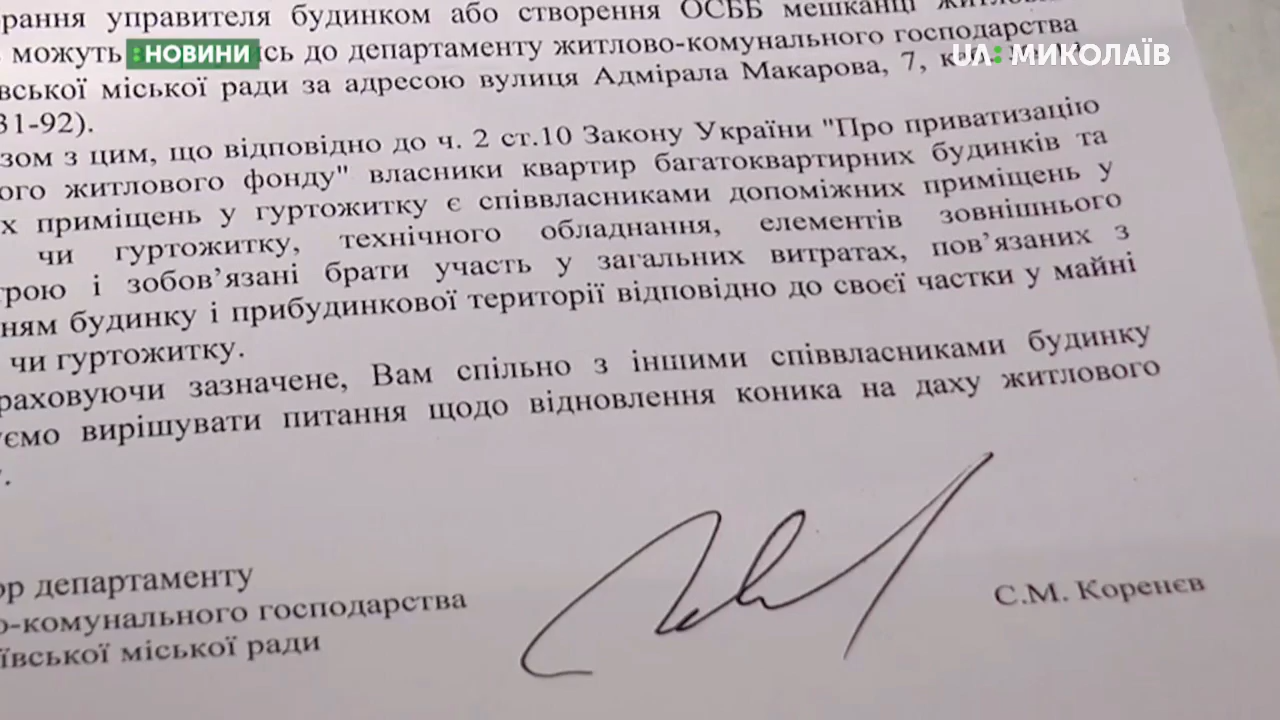 орання управителя будинком або створення ОСББ мешканці
можуть НОВИНИ сь до департаменту житлово-комунального господарства
UA: МИКОЛАЇВ
вської міської ради за адресою вулиця Адмірала Макарова, 7,
31-92).
зом з цим, що відповідно до ч. 2 ст.10 Закону України "Про приватизацію
ого житлового фонду" власники квартир багатоквартирних будинків та
х приміщень у гуртожитку є співвласниками допоміжних приміщень у
чи гуртожитку, технічного обладнання, елементів зовнішнього
трою і зобов’язані брати участь у загальних витратах, пов’язаних з
ням будинку і прибудинкової території відповідно до своєї частки у майні
чи гуртожитку.
раховуючи зазначене, Вам спільно з іншими співвласниками будинку
уємо вирішувати питання щодо відновлення коника на даху житлового
.
ор департаменту
о-комунального господарства
ївської міської ради
С.М. Коренєв